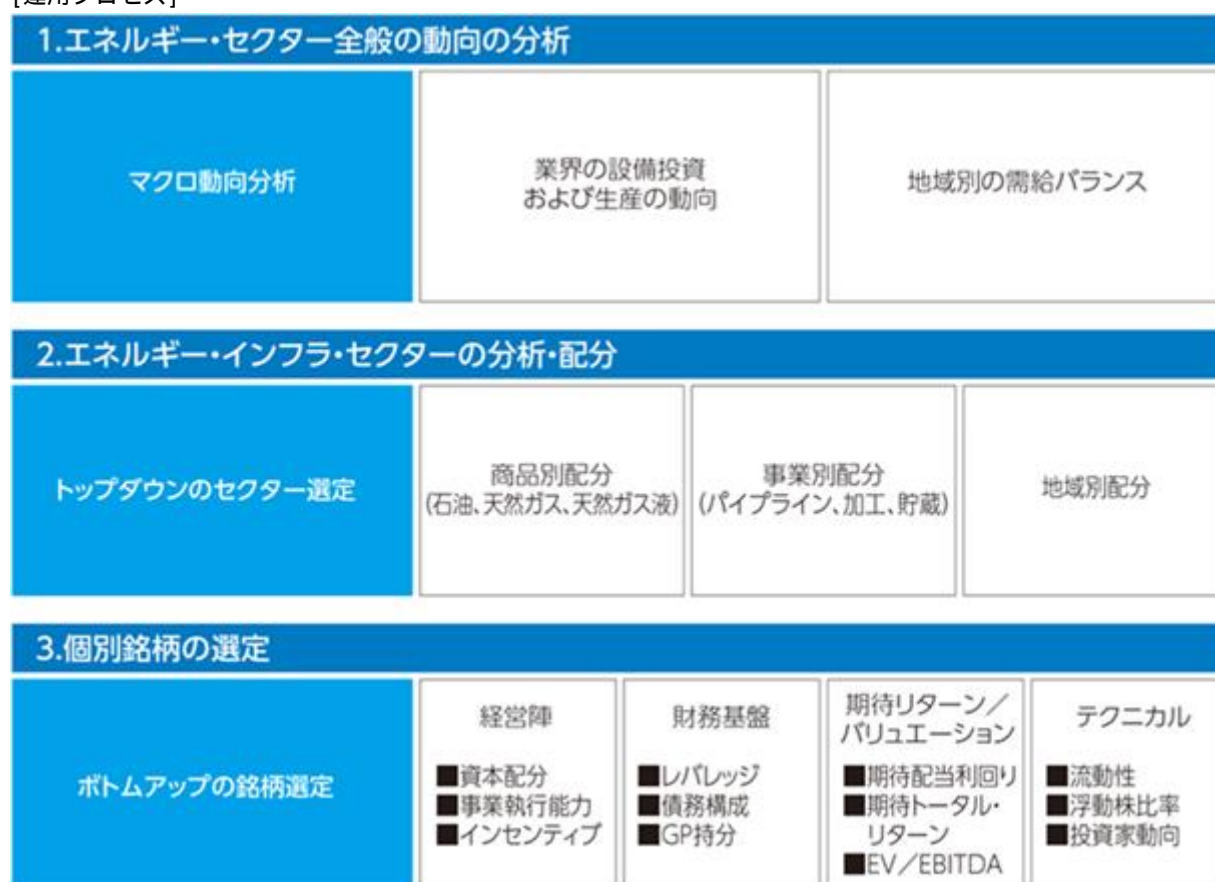 [運用プロセス]
1.エネルギー・セクター全般の動向の分析
マクロ動向分析
業界の設備投資
および生産の動向
地域別の需給バランス
2.エネルギー・インフラ・セクターの分析・配分
トップダウンのセクター選定
商品別配分
(石油、天然ガス、天然ガス液)
事業別配分
(パイプライン、加工、貯蔵)
地域別配分
3.個別銘柄の選定
ボトムアップの銘柄選定
経営陣
■資本配分
■事業執行能力
■インセンティブ
財務基盤
■レバレッジ
■債務構成
■GP持分
期待リターン/
バリュエーション
■期待配当利回り
■期待トータル・
リターン
■EV/EBITDA
テクニカル
■流動性
■浮動株比率
■投資家動向